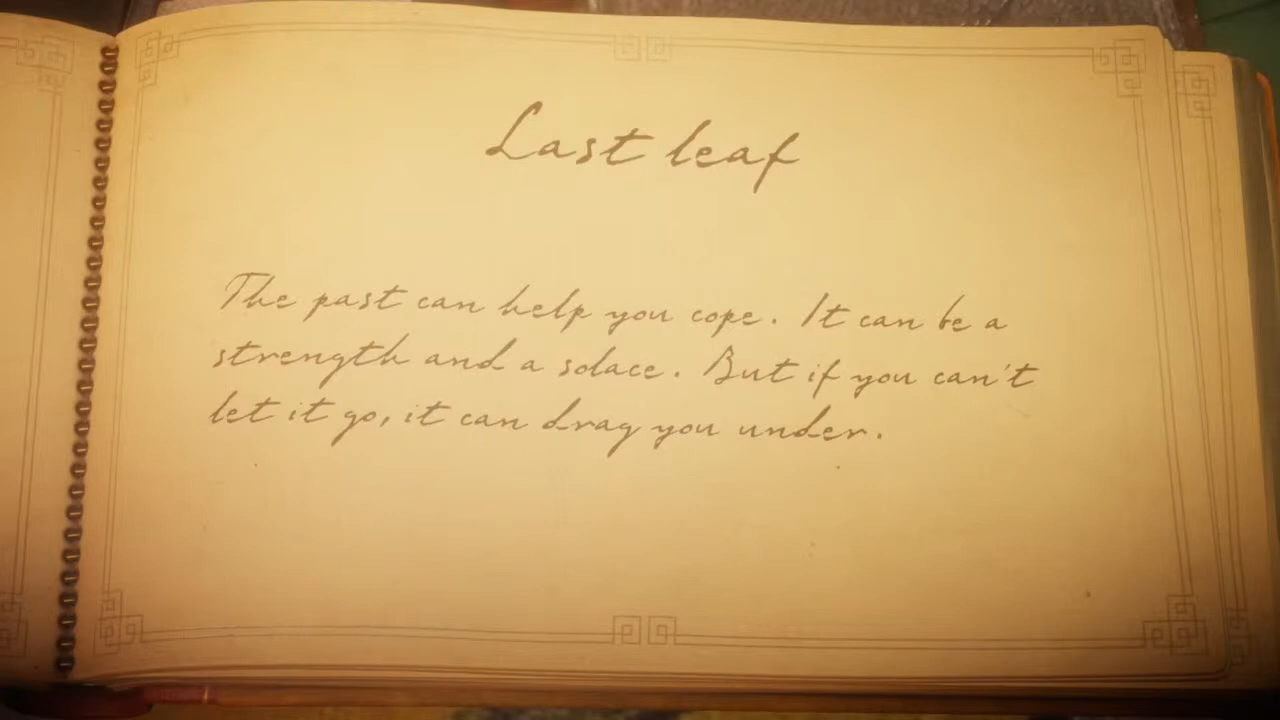 Last leaf
The past can help you cope. It can be a
strength and a solace. But if you can't
let it go, it can drag you under.